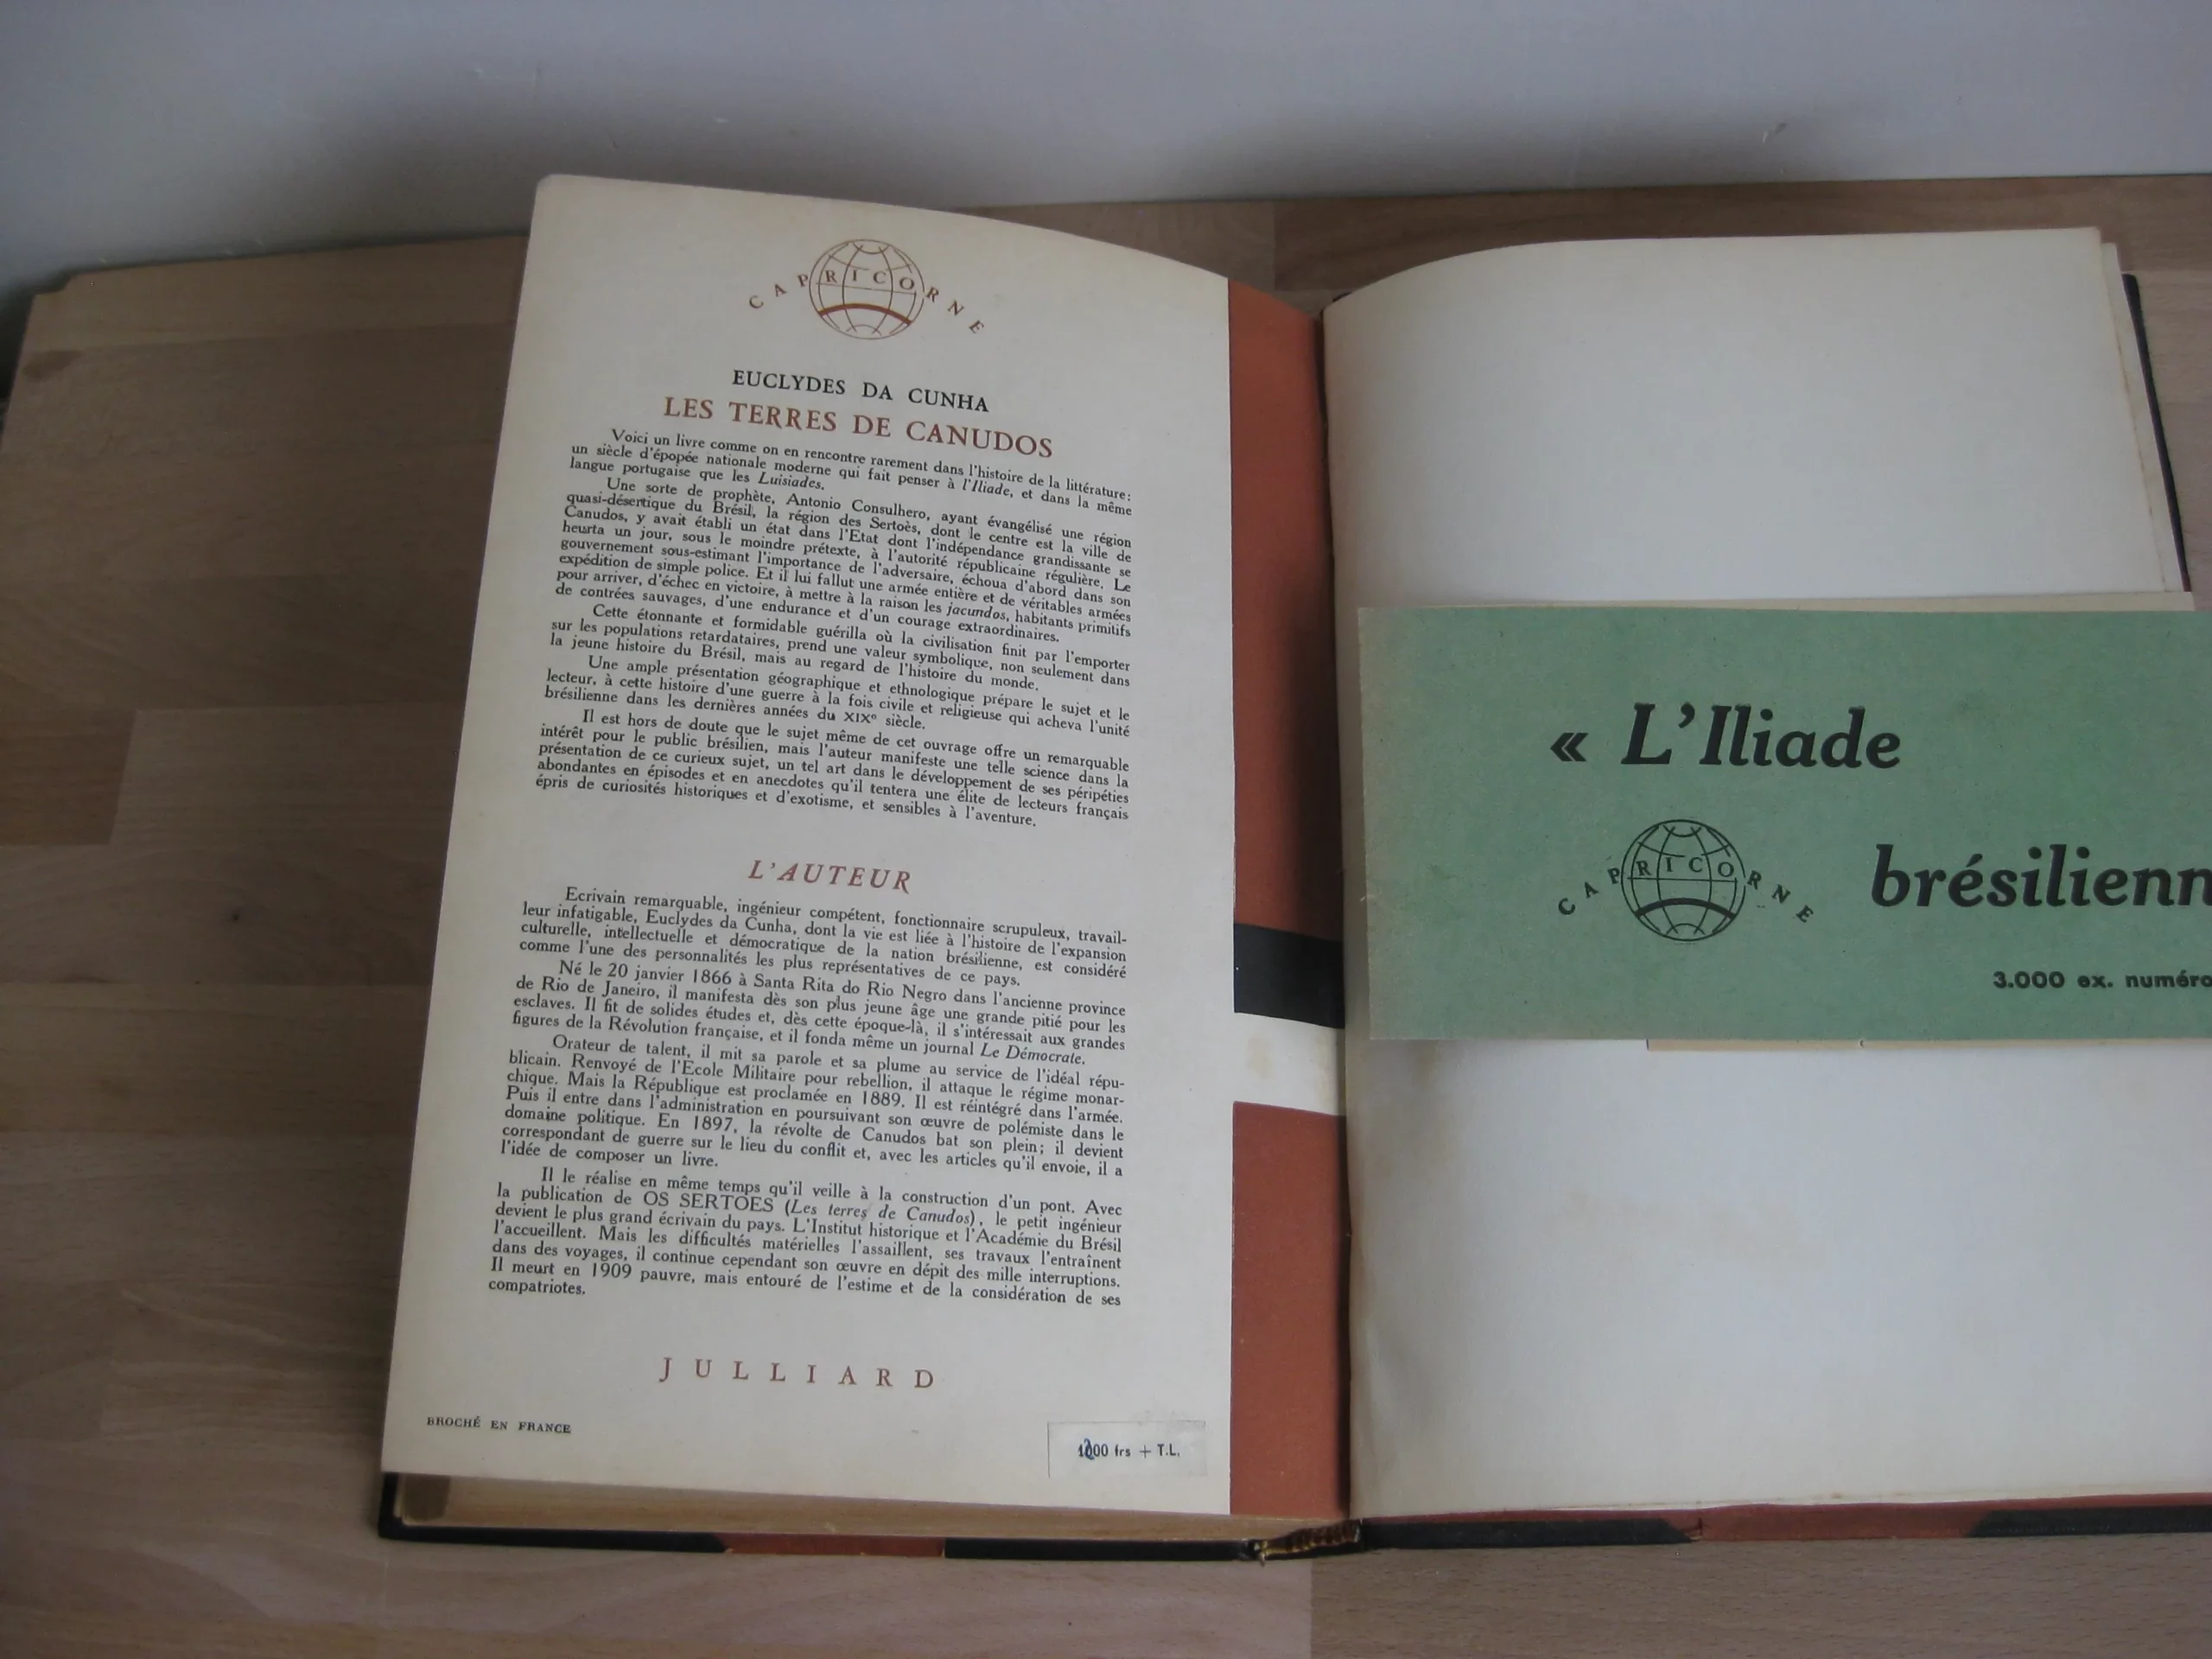 CAPRICORNE
EUCLYDES DA CUNHA
LES TERRES DE CANUDOS
Voici un livre comme on en rencontre rarement dans l'histoire de la littérature:
un siècle d'épopée nationale moderne qui fait penser à l'Iliade, et dans la même
langue portugaise que les Luisiades.
Une sorte de prophète, Antonio Consulhero, ayant évangélisé une région
quasi-désertique du Brésil, la région des Sertoès, dont le centre est la ville de
Canudos, y avait établi un état dans l'Etat dont l'indépendance grandissante se
heurta un jour, sous le moindre prétexte, à l'autorité républicaine régulière. Le
gouvernement sous-estimant l'importance de l'adversaire, échoua d'abord dans son
expédition de simple police. Et il lui fallut une armée entière et de véritables armées
pour arriver, d'échec en victoire, à mettre à la raison les jacundos, habitants primitifs
de contrées sauvages, d'une endurance et d'un courage extraordinaires.
Cette étonnante et formidable guérilla où la civilisation finit par l'emporter
sur les populations retardataires, prend une valeur symbolique, non seulement dans
la jeune histoire du Brésil, mais au regard de l'histoire du monde.
Une ample présentation géographique et ethnologique prépare le sujet et le
lecteur, à cette histoire d'une guerre à la fois civile et religieuse qui acheva l'unité
brésilienne dans les dernières années du XIXe siècle.
Il est hors de doute que le sujet même de cet ouvrage offre un remarquable
intérêt pour le public brésilien, mais l'auteur manifeste une telle science dans la
présentation de ce curieux sujet, un tel art dans le développement de ses péripéties
abondantes en épisodes et en anecdotes qu'il tentera une élite de lecteurs français
épris de curiosités historiques et d'exotisme, et sensibles à l'aventure.
L'AUTEUR
Ecrivain remarquable, ingénieur compétent, fonctionnaire scrupuleux, travail-
leur infatigable, Euclydes da Cunha, dont la vie est liée à l'histoire de l'expansion
culturelle, intellectuelle et démocratique de la nation brésilienne, est considéré
comme l'une des personnalités les plus représentatives de ce pays.
Né le 20 janvier 1866 à Santa Rita do Rio Negro dans l'ancienne province
de Rio de Janeiro, il manifesta dès son plus jeune âge une grande pitié pour les
esclaves. Il fit de solides études et, dès cette époque-là, il s'intéressait aux grandes
figures de la Révolution française, et il fonda même un journal Le Démocrate.
Orateur de talent, il mit sa parole et sa plume au service de l'idéal répu-
blicain. Renvoyé de l'Ecole Militaire pour rebellion, il attaque le régime monar-
chique. Mais la République est proclamée en 1889. Il est réintégré dans l'armée.
Puis il entre dans l'administration en poursuivant son œuvre de polémiste dans le
domaine politique. En 1897, la révolte de Canudos bat son plein; il devient
correspondant de guerre sur le lieu du conflit et, avec les articles qu'il envoie, il a
l'idée de composer un livre.
Il le réalise en même temps qu'il veille à la construction d'un pont. Avec
la publication de OS SERTOES (Les terres de Canudos), le petit ingénieur
devient le plus grand écrivain du pays. L'Institut historique et l'Académie du Brésil
l'accueillent. Mais les difficultés matérielles l'assaillent, ses travaux l'entraînent
dans des voyages, il continue cependant son œuvre en dépit des mille interruptions.
Il meurt en 1909 pauvre, mais entouré de l'estime et de la considération de ses
compatriotes.
JULLIARD
BROCHÉ EN FRANCE
frs + T.L.
« L'Iliade
CAPRICORNE
brésilienn
3.000 ex. numéro